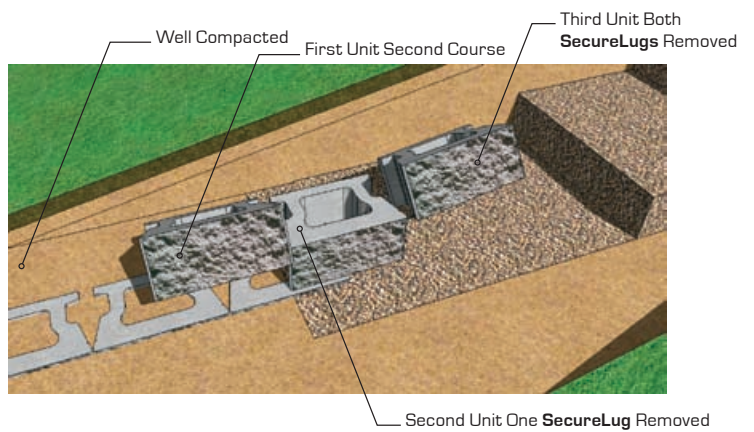 Third Unit Both
SecureLugs Removed
Well Compacted
First Unit Second Course
Second Unit One SecureLug Removed